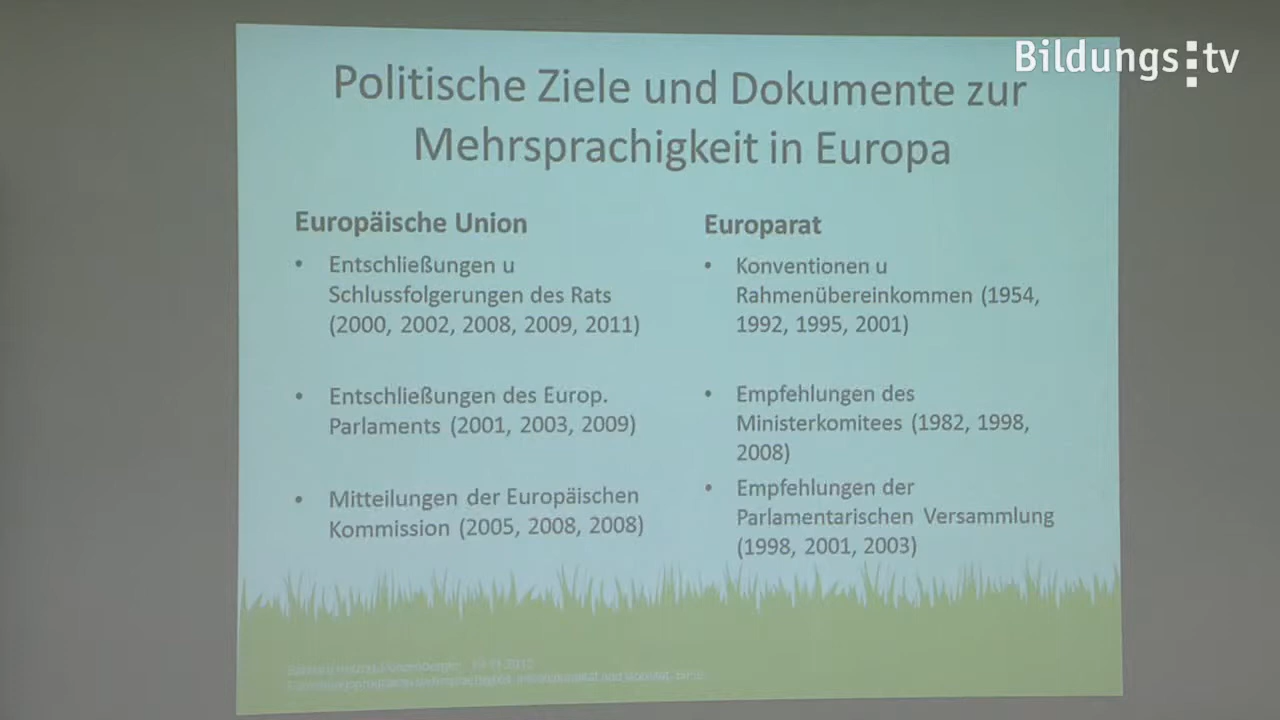 Bildungs:tv
Politische Ziele und Dokumente zur
Mehrsprachigkeit in Europa
Europäische Union
• Entschließungen u
Schlussfolgerungen des Rats
(2000, 2002, 2008, 2009, 2011)
• Entschließungen des Europ.
Parlaments (2001, 2003, 2009)
• Mitteilungen der Europäischen
Kommission (2005, 2008, 2008)
Europarat
• Konventionen u
Rahmenübereinkommen (1954,
1992, 1995, 2001)
• Empfehlungen des
Ministerkomitees (1982, 1998,
2008)
• Empfehlungen der
Parlamentarischen Versammlung
(1998, 2001, 2003)